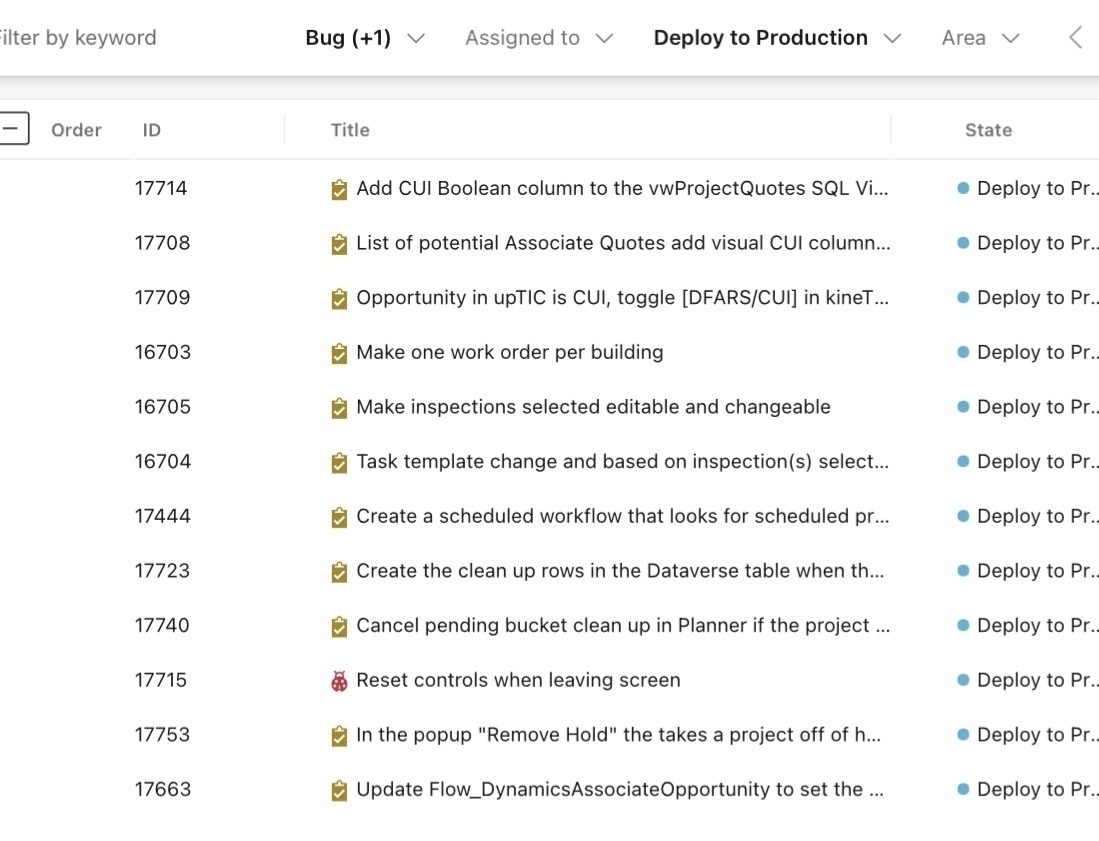 Filter by keyword Bug (+1) Assigned to Deploy to Production Area
Order ID Title State
17714 Add CUI Boolean column to the vwProjectQuotes SQL Vi... Deploy to Pr...
17708 List of potential Associate Quotes add visual CUI column... Deploy to Pr...
17709 Opportunity in upTIC is CUI, toggle [DFARS/CUI] in kineT... Deploy to Pr...
16703 Make one work order per building Deploy to Pr...
16705 Make inspections selected editable and changeable Deploy to Pr...
16704 Task template change and based on inspection(s) select... Deploy to Pr...
17444 Create a scheduled workflow that looks for scheduled pr... Deploy to Pr...
17723 Create the clean up rows in the Dataverse table when th... Deploy to Pr...
17740 Cancel pending bucket clean up in Planner if the project ... Deploy to Pr...
17715 Reset controls when leaving screen Deploy to Pr...
17753 In the popup "Remove Hold" the takes a project off of h... Deploy to Pr...
17663 Update Flow_DynamicsAssociateOpportunity to set the ... Deploy to Pr...